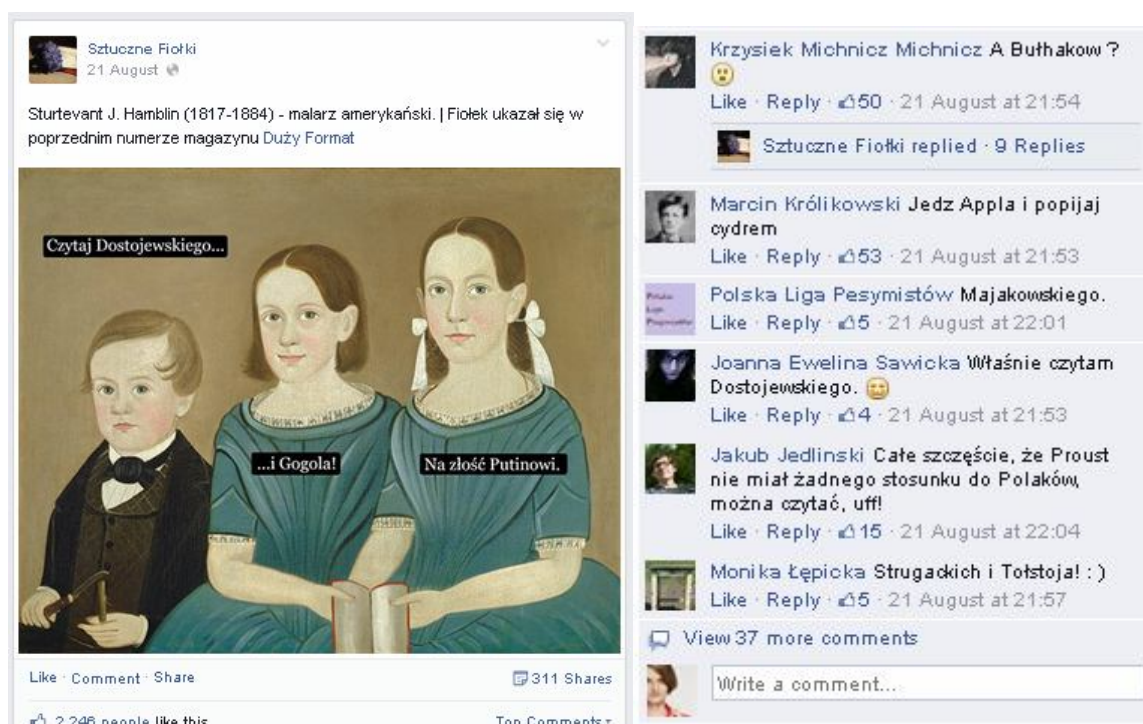 Sztuczne Fiołki
21 August
Sturtevant J. Hamblin (1817-1884) - malarz amerykański. | Fiołek ukazał się w
poprzednim numerze magazynu Duży Format
Czytaj Dostojewskiego...
...i Gogola!
Na złość Putinowi.
Like · Comment · Share
311 Shares
2,246 people like this
Top Comments
Krzysiek Michnicz Michnicz A Bułhakow ?
Like · Reply · 50 · 21 August at 21:54
Sztuczne Fiołki replied · 9 Replies
Marcin Królikowski Jedz Appla i popijaj
cydrem
Like · Reply · 53 · 21 August at 21:53
Polska Liga Pesymistów Majakowskiego.
Like · Reply · 5 · 21 August at 22:01
Joanna Ewelina Sawicka Właśnie czytam
Dostojewskiego.
Like · Reply · 4 · 21 August at 21:53
Jakub Jedlinski Całe szczęście, że Proust
nie miał żadnego stosunku do Polaków,
można czytać, uff!
Like · Reply · 15 · 21 August at 22:04
Monika Łępicka Strugackich i Tołstoja! : )
Like · Reply · 5 · 21 August at 21:57
View 37 more comments
Write a comment...